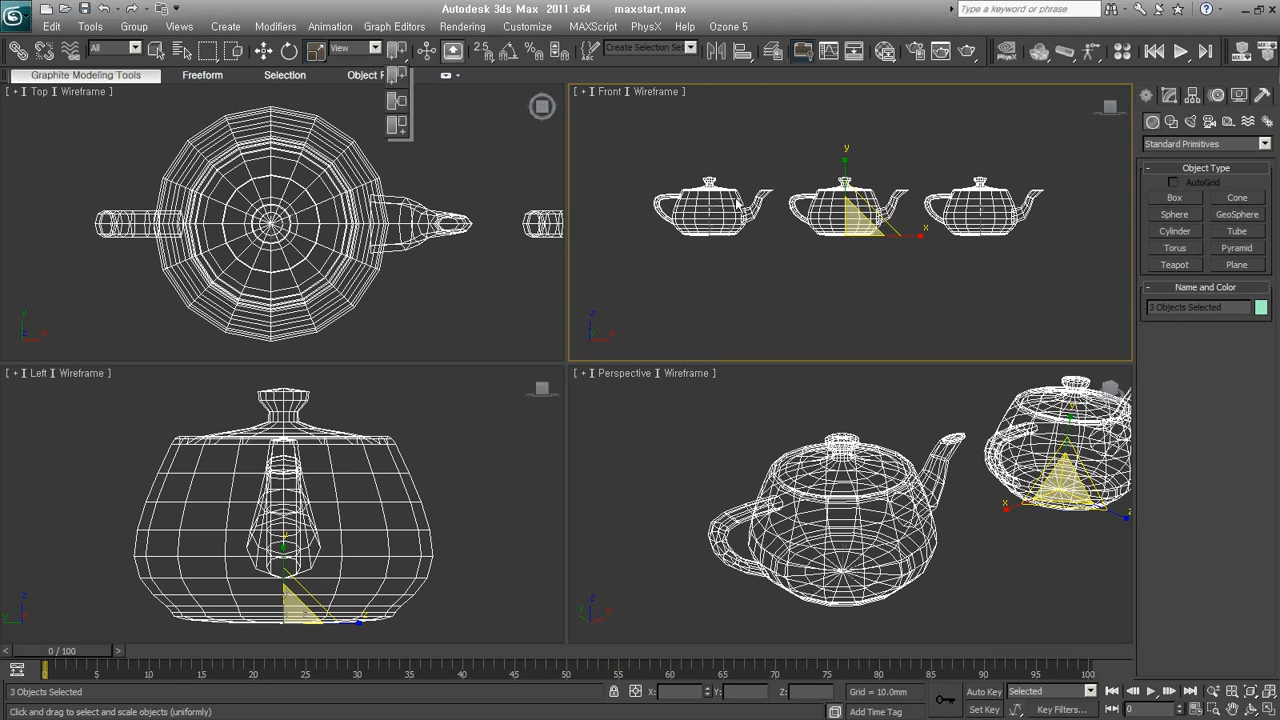 Autodesk 3ds Max 2011 x64 maxstart.max
Type a keyword or phrase
Edit Tools Group Views Create Modifiers Animation Graph Editors Rendering Customize MAXScript PhysX Help Ozone 5
All View 2.5 Create Selection Set
Graphite Modeling Tools Freeform Selection Object P
[ + ] Top ] Wireframe ]
[ + ] Front ] Wireframe ]
Standard Primitives
- Object Type
AutoGrid
Box Cone
Sphere GeoSphere
Cylinder Tube
Torus Pyramid
Teapot Plane
- Name and Color
3 Objects Selected
y
x
y
z x
z
x
[ + ] Left ] Wireframe ]
[ + ] Perspective ] Wireframe ]
x
z
y
z
y
z
< 0 / 100 >
0 5 10 15 20 25 30 35 40 45 50 55 60 65 70 75 80 85 90 95 100
3 Objects Selected X: Y: Z: Grid = 10.0mm Auto Key Selected
Click and drag to select and scale objects (uniformly) Add Time Tag Set Key Key Filters... 0